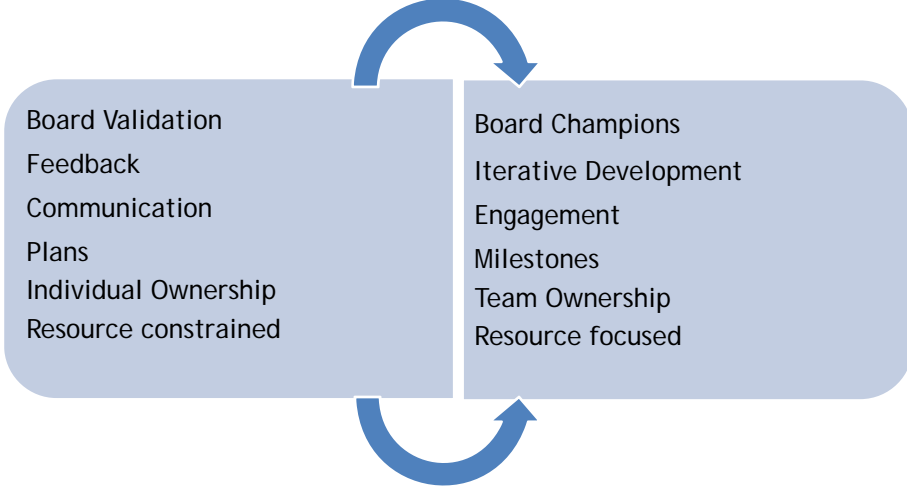 Board Validation
Feedback
Communication
Plans
Individual Ownership
Resource constrained
Board Champions
Iterative Development
Engagement
Milestones
Team Ownership
Resource focused